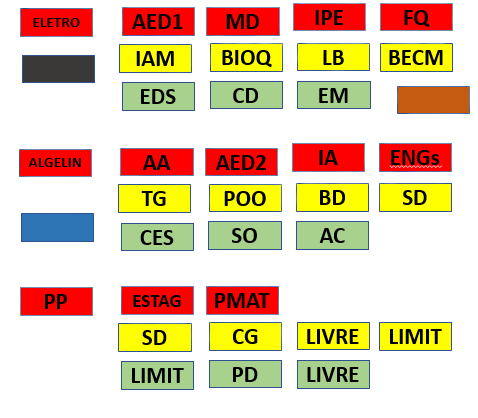 ELETRO AED1 MD IPE FQ
IAM BIOQ LB BECM
EDS CD EM
ALGELIN AA AED2 IA ENGs
TG POO BD SD
CES SO AC
PP ESTAG PMAT
SD CG LIVRE LIMIT
LIMIT PD LIVRE